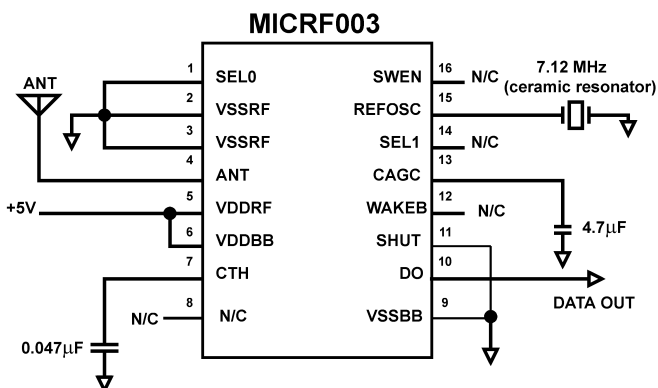 MICRF003
ANT
+5V
0.047µF
N/C
1 SEL0
2 VSSRF
3 VSSRF
4 ANT
5 VDDRF
6 VDDBB
7 CTH
8 N/C
SWEN 16 N/C
REFOSC 15
SEL1 14 N/C
CAGC 13
WAKEB 12 N/C
SHUT 11
DO 10
VSSBB 9
7.12 MHz
(ceramic resonator)
4.7µF
DATA OUT